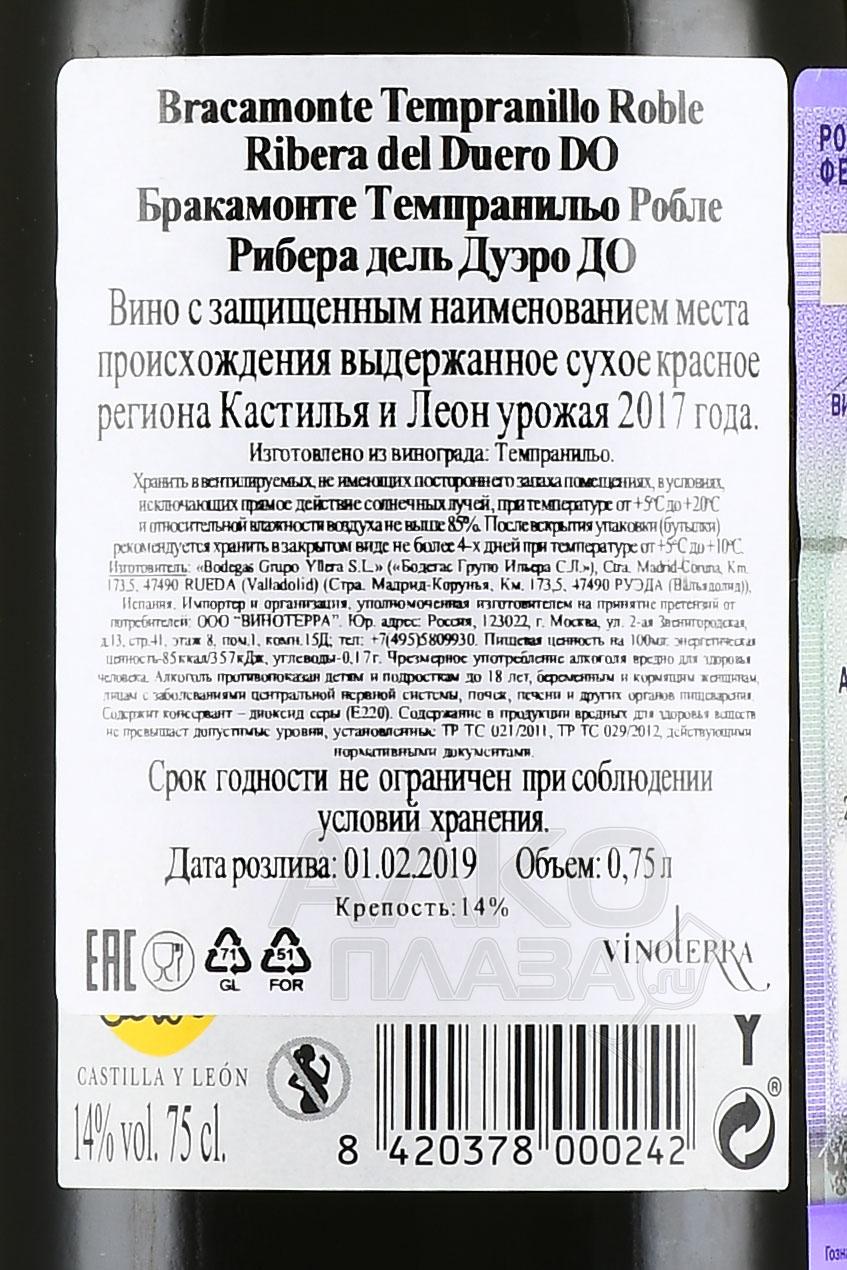 Bracamonte Tempranillo Roble
Ribera del Duero DO
Бракамонте Темпранильо Робле
Рибера дель Дуэро ДО
Вино с защищенным наименованием места
происхождения выдержанное сухое красное
региона Кастилья и Леон урожая 2017 года.
Изготовлено из винограда: Темпранильо.
Хранить в вентилируемых, не имеющих постороннего запаха помещениях, в условиях,
исключающих прямое действие солнечных лучей, при температуре от +5°С до +20°С
и относительной влажности воздуха не выше 85%. После вскрытия упаковки (бутылки)
рекомендуется хранить в закрытом виде не более 4-х дней при температуре от +5°С до +10°С.
Изготовитель: «Bodegas Grupo Yllera S.L.» («Бодегас Групо Ильера С.Л.»), Ctra. Madrid-Coruna, Km.
173,5, 47490 RUEDA (Valladolid) (Стра. Мадрид-Корунья, Км. 173,5, 47490 РУЭДА (Вальядолид)),
Испания. Импортер и организация, уполномоченная изготовителем на принятие претензий от
потребителей: ООО "ВИНОТЕРРА". Юр. адрес: Россия, 123022, г. Москва, ул. 2-ая Звенигородская,
д.13, стр.41, этаж 8, пом.1, комн.15Д; тел: +7(495)5809930. Пищевая ценность на 100мл: энергетическая
ценность-85ккал/357кДж, углеводы-0,17г. Чрезмерное употребление алкоголя вредно для здоровья
человека. Алкоголь противопоказан детям и подросткам до 18 лет, беременным и кормящим женщинам,
лицам с заболеваниями центральной нервной системы, почек, печени и других органов пищеварения.
Содержит консервант – диоксид серы (Е220). Содержание в продукции вредных для здоровья веществ
не превышает допустимые уровни, установленные ТР ТС 021/2011, ТР ТС 029/2012, действующими
нормативными документами.
Срок годности не ограничен при соблюдении
условий хранения.
Дата розлива: 01.02.2019 Объем: 0,75 л
Крепость:14%
EAC 71 GL 51 FOR VINOTERRA
АЛКО
ПЛАЗА.ru
CASTILLA Y LEÓN
14% vol. 75 cl.
8 420378 000242
Y
®
РО
ФЕ